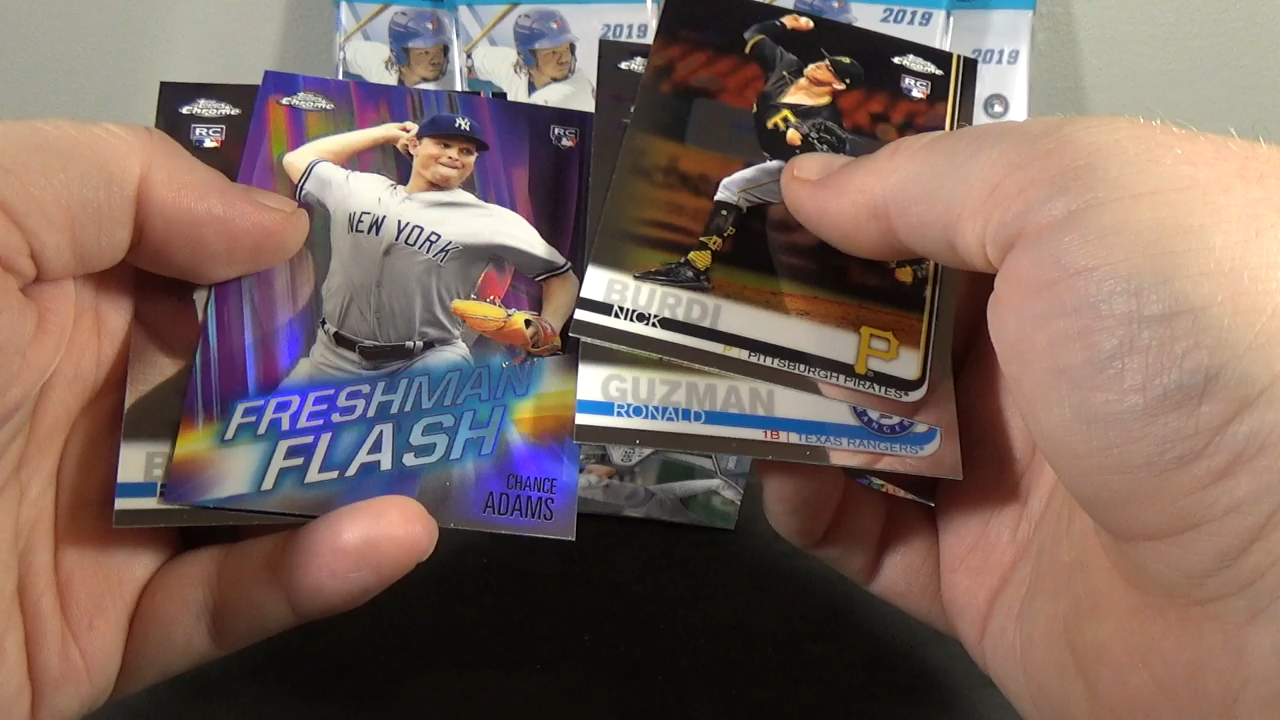 2019
2019
2019
Topps
Chrome
RC
Topps
Chrome
RC
NEW YORK
FRESHMAN
FLASH
CHANCE
ADAMS
Topps
Chrome
RC
P
BURDI
NICK
P
P | PITTSBURGH PIRATES®
GUZMAN
RONALD
1B | TEXAS RANGERS®
B